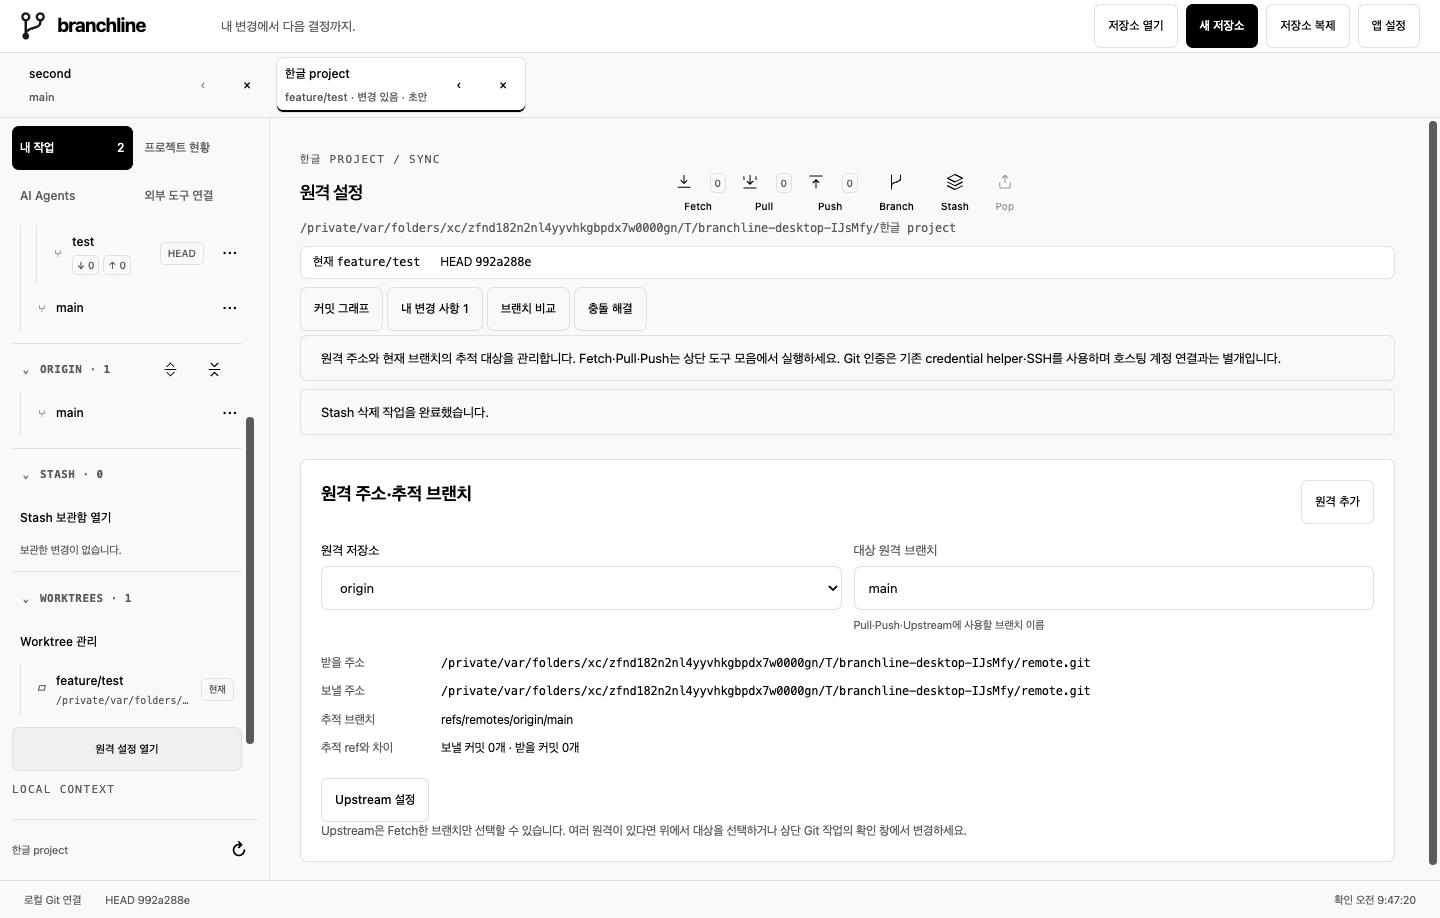 branchline
내 변경에서 다음 결정까지.
저장소 열기
새 저장소
저장소 복제
앱 설정
second
main
한글 project
feature/test · 변경 있음 · 초안
내 작업 2
프로젝트 현황
AI Agents
외부 도구 연결
test
↓ 0 ↑ 0
HEAD
main
ORIGIN · 1
main
STASH · 0
Stash 보관함 열기
보관한 변경이 없습니다.
WORKTREES · 1
Worktree 관리
feature/test
/private/var/folders/…
현재
원격 설정 열기
LOCAL CONTEXT
한글 project
한글 PROJECT / SYNC
원격 설정
0 0 0
Fetch Pull Push Branch Stash Pop
/private/var/folders/xc/zfnd182n2nl4yyvhkgbpdx7w0000gn/T/branchline-desktop-IJsMfy/한글 project
현재 feature/test HEAD 992a288e
커밋 그래프
내 변경 사항 1
브랜치 비교
충돌 해결
원격 주소와 현재 브랜치의 추적 대상을 관리합니다. Fetch·Pull·Push는 상단 도구 모음에서 실행하세요. Git 인증은 기존 credential helper·SSH를 사용하며 호스팅 계정 연결과는 별개입니다.
Stash 삭제 작업을 완료했습니다.
원격 주소·추적 브랜치
원격 추가
원격 저장소
대상 원격 브랜치
origin
main
Pull·Push·Upstream에 사용할 브랜치 이름
받을 주소 /private/var/folders/xc/zfnd182n2nl4yyvhkgbpdx7w0000gn/T/branchline-desktop-IJsMfy/remote.git
보낼 주소 /private/var/folders/xc/zfnd182n2nl4yyvhkgbpdx7w0000gn/T/branchline-desktop-IJsMfy/remote.git
추적 브랜치 refs/remotes/origin/main
추적 ref와 차이 보낼 커밋 0개 · 받을 커밋 0개
Upstream 설정
Upstream은 Fetch한 브랜치만 선택할 수 있습니다. 여러 원격이 있다면 위에서 대상을 선택하거나 상단 Git 작업의 확인 창에서 변경하세요.
로컬 Git 연결
HEAD 992a288e
확인 오전 9:47:20